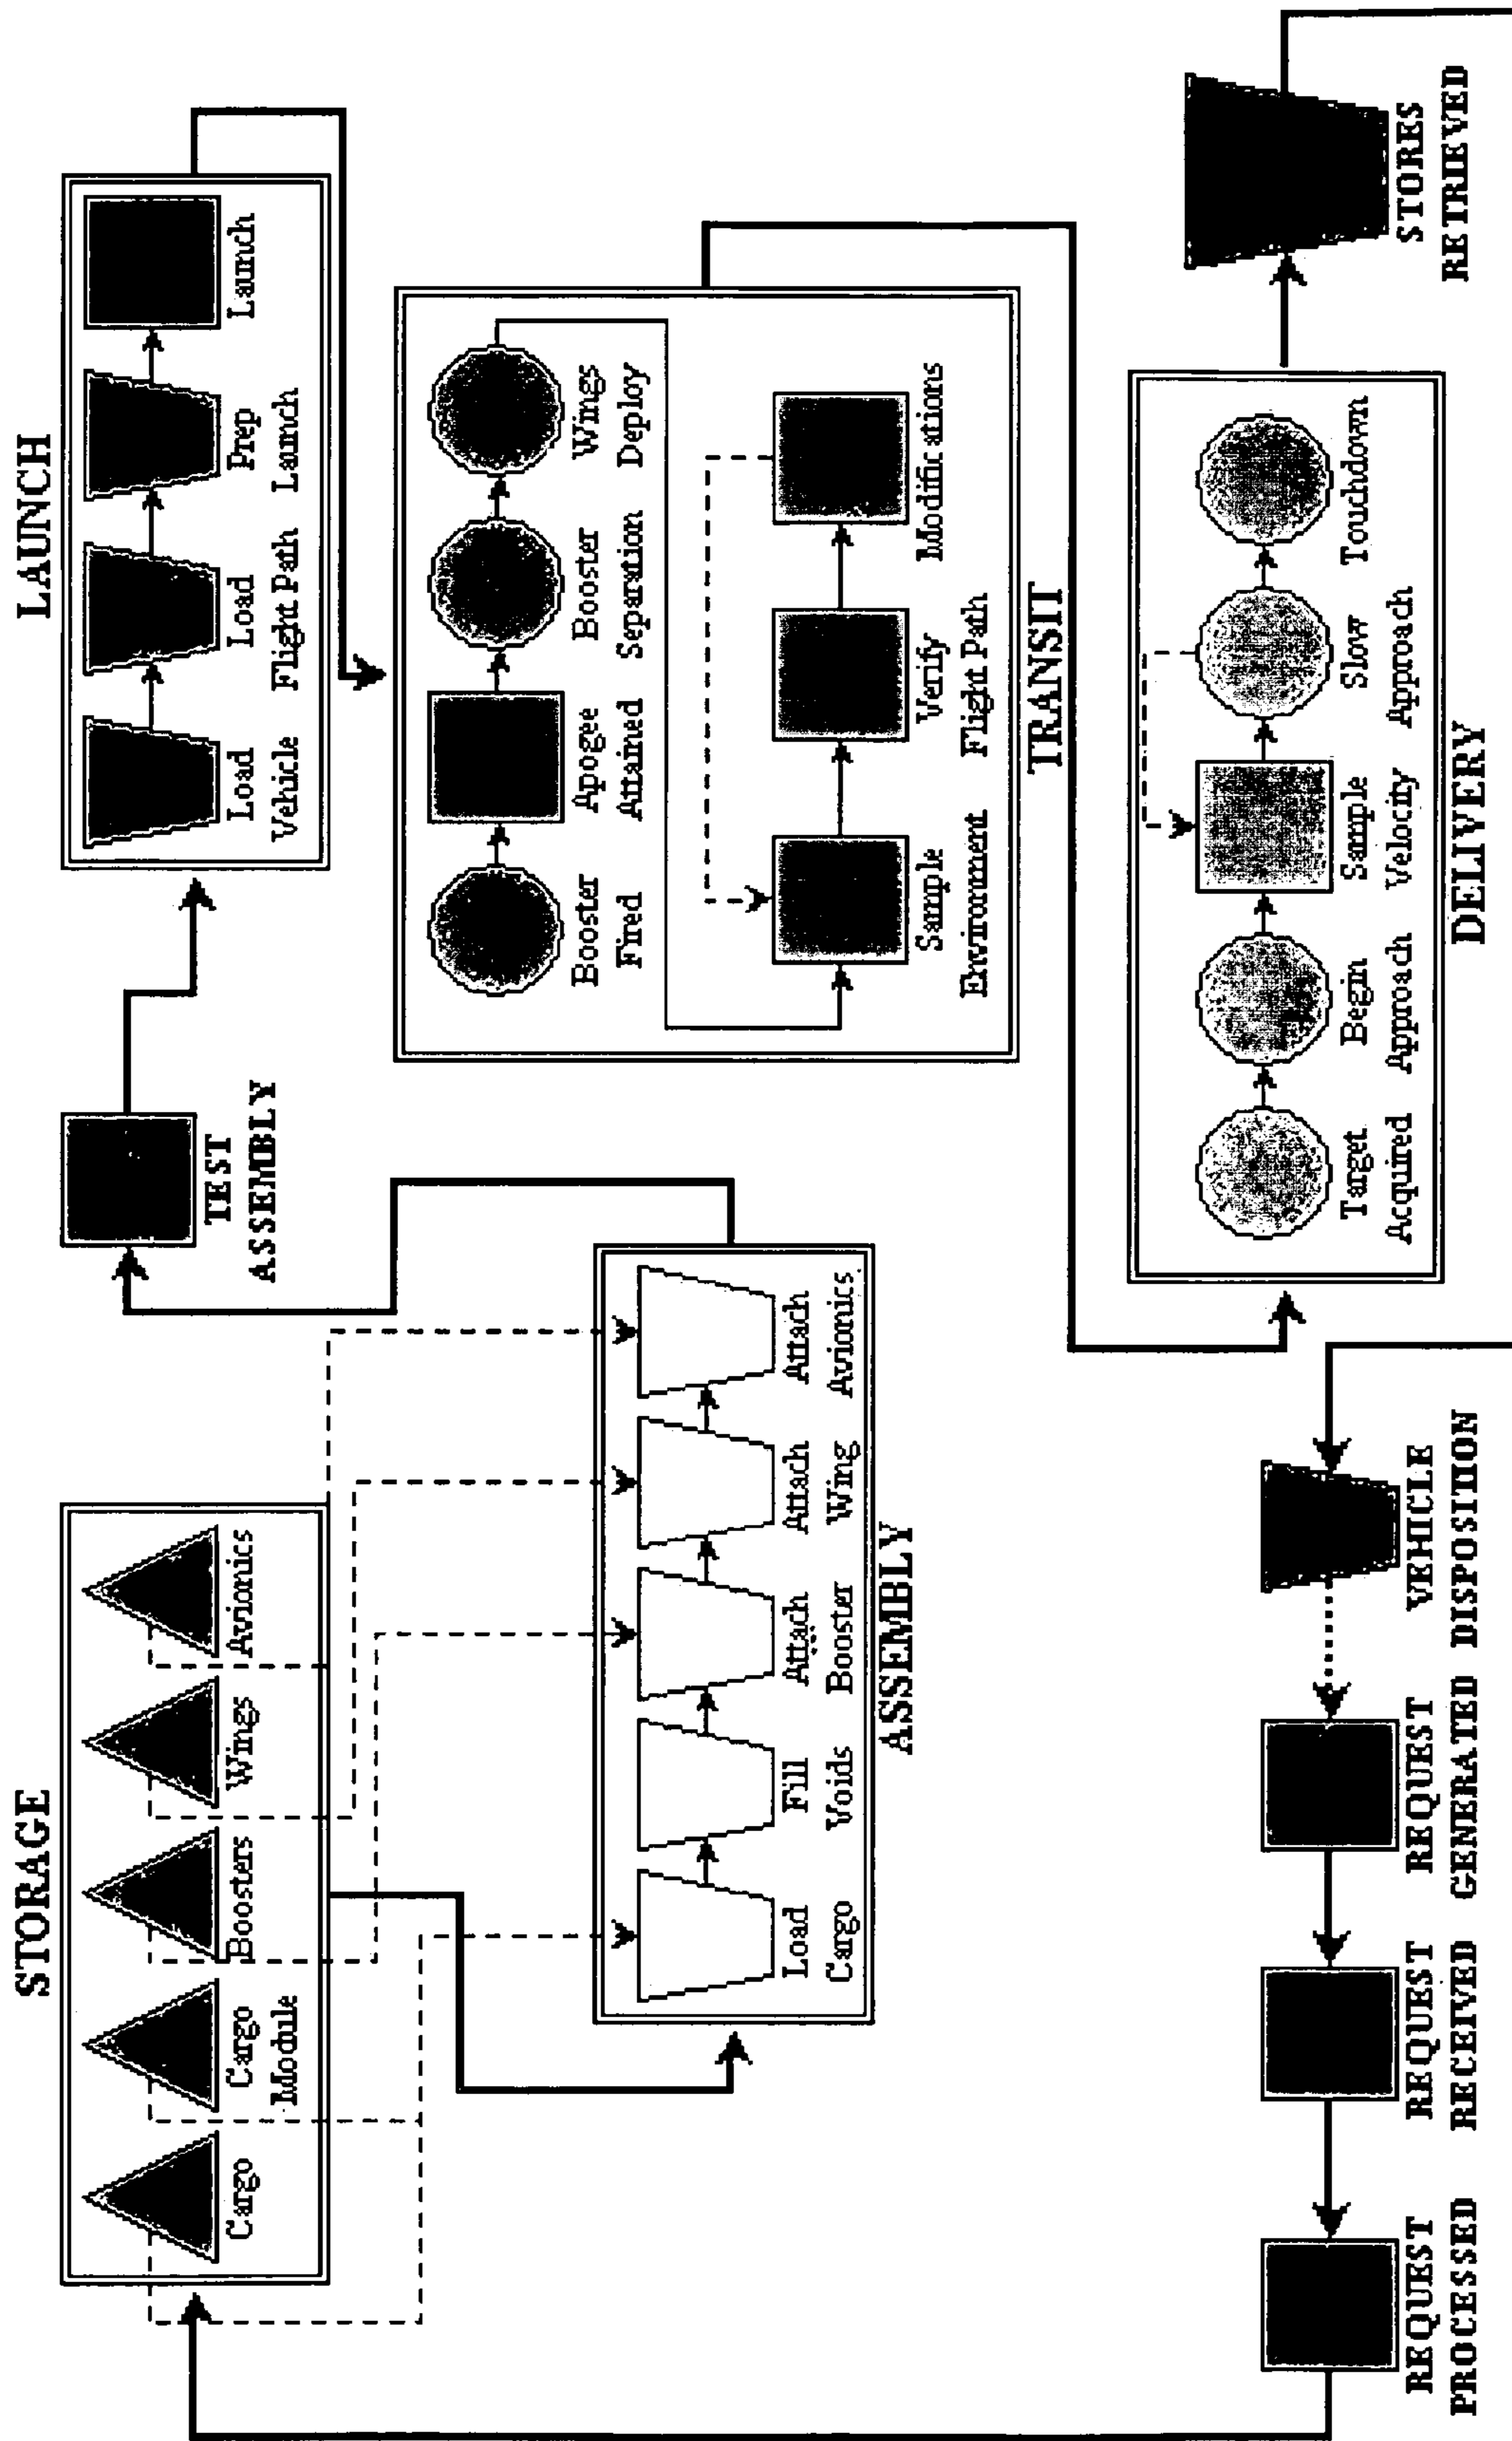 STORAGE
Cargo
Cargo
Module
Boosters
Wings
Avionics
Load
Cargo
Fill
Voids
Attach
Booster
Attach
Wing
Attach
Avionics
ASSEMBLY
TEST
ASSEMBLY
LAUNCH
Load
Vehicle
Load
Flight Path
Prep
Launch
Launch
Booster
Fired
Apogee
Attained
Booster
Separation
Wings
Deploy
Sample
Environment
Verify
Flight Path
Modifications
TRANSIT
Target
Acquired
Begin
Approach
Sample
Velocity
Slow
Approach
Touchdown
DELIVERY
STORES
RETRIEVED
REQUEST
PROCESSED
REQUEST
RECEIVED
REQUEST
GENERATED
VEHICLE
DISPOSITION